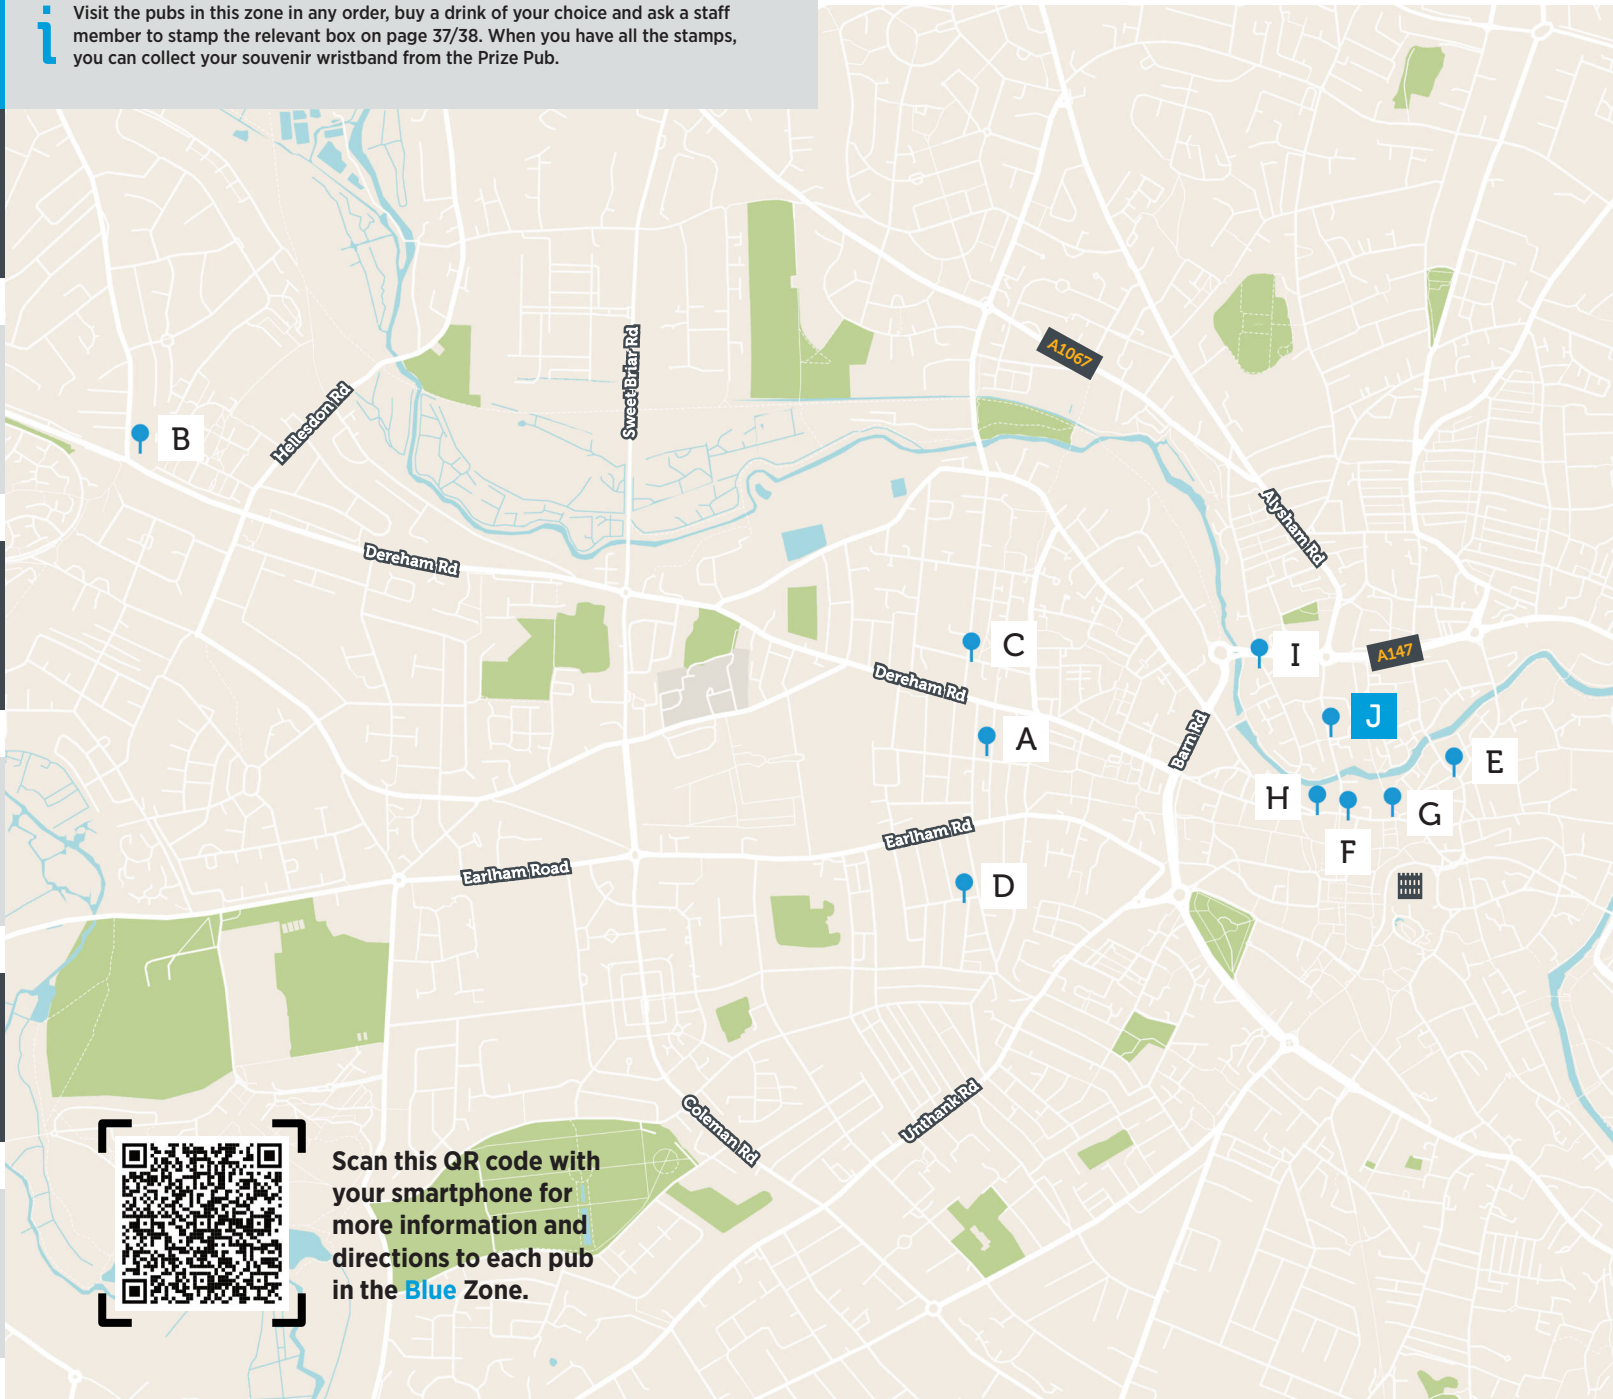 i
Visit the pubs in this zone in any order, buy a drink of your choice and ask a staff
member to stamp the relevant box on page 37/38. When you have all the stamps,
you can collect your souvenir wristband from the Prize Pub.
Sweet Briar Rd
A1067
Hellesdon Rd
B
Alysham Rd
Dereham Rd
C
I
A147
Dereham Rd
J
A
Barn Rd
E
H
G
Earlham Rd
F
Earlham Road
D
Coleman Rd
Unthank Rd
Scan this QR code with
your smartphone for
more information and
directions to each pub
in the Blue Zone.